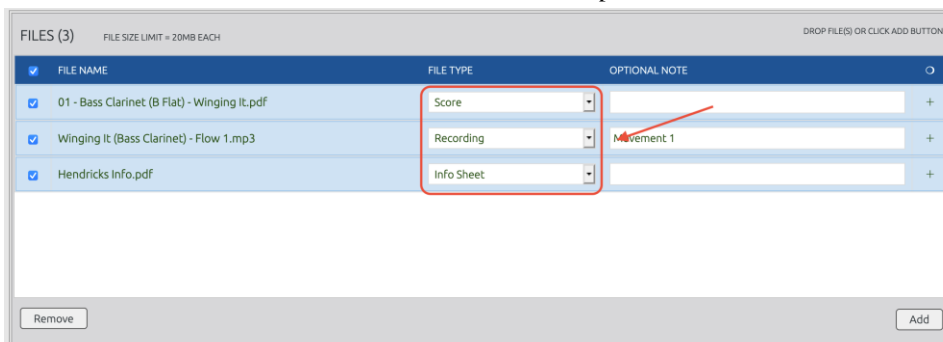 FILES (3) FILE SIZE LIMIT = 20MB EACH DROP FILE(S) OR CLICK ADD BUTTON
FILE NAME FILE TYPE OPTIONAL NOTE
01 - Bass Clarinet (B Flat) - Winging It.pdf Score +
Winging It (Bass Clarinet) - Flow 1.mp3 Recording Movement 1 +
Hendricks Info.pdf Info Sheet +
Remove Add